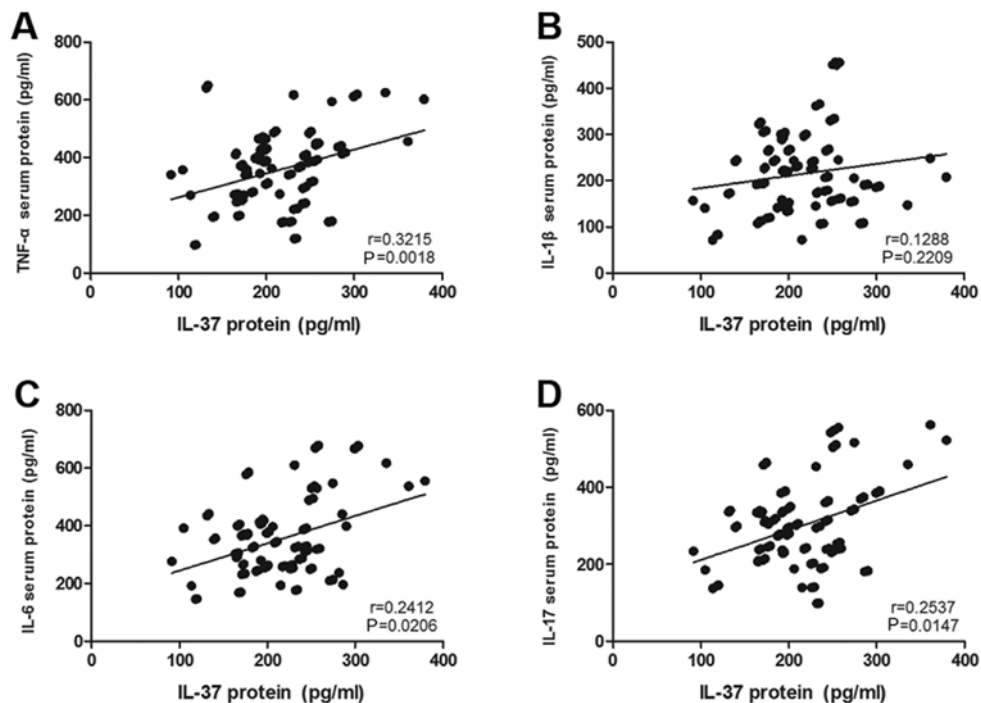 A
B
TNF-α serum protein (pg/ml)
800
600
400
200
0
0 100 200 300 400
IL-37 protein (pg/ml)
r=0.3215
P=0.0018
IL-1β serum protein (pg/ml)
500
400
300
200
100
0
0 100 200 300 400
IL-37 protein (pg/ml)
r=0.1288
P=0.2209
C
D
IL-6 serum protein (pg/ml)
800
600
400
200
0
0 100 200 300 400
IL-37 protein (pg/ml)
r=0.2412
P=0.0206
IL-17 serum protein (pg/ml)
600
400
200
0
0 100 200 300 400
IL-37 protein (pg/ml)
r=0.2537
P=0.0147